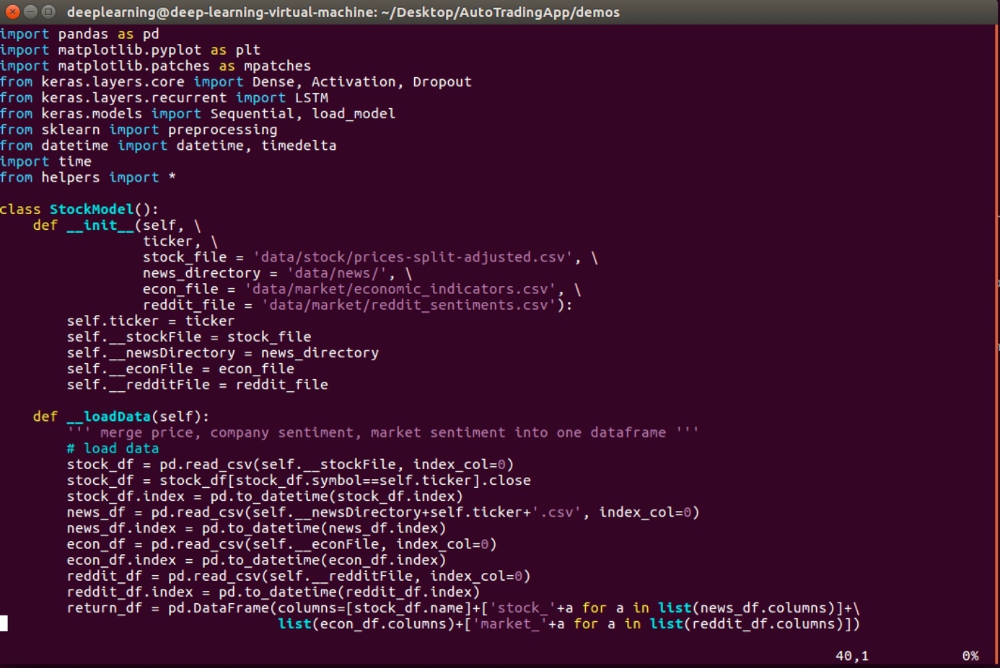 deeplearning@deep-learning-virtual-machine: ~/Desktop/AutoTradingApp/demos
import pandas as pd
import matplotlib.pyplot as plt
import matplotlib.patches as mpatches
from keras.layers.core import Dense, Activation, Dropout
from keras.layers.recurrent import LSTM
from keras.models import Sequential, load_model
from sklearn import preprocessing
from datetime import datetime, timedelta
import time
from helpers import *

class StockModel():
    def __init__(self, \
                 ticker, \
                 stock_file = 'data/stock/prices-split-adjusted.csv', \
                 news_directory = 'data/news/', \
                 econ_file = 'data/market/economic_indicators.csv', \
                 reddit_file = 'data/market/reddit_sentiments.csv'):
        self.ticker = ticker
        self.__stockFile = stock_file
        self.__newsDirectory = news_directory
        self.__econFile = econ_file
        self.__redditFile = reddit_file

    def __loadData(self):
        ''' merge price, company sentiment, market sentiment into one dataframe '''
        # load data
        stock_df = pd.read_csv(self.__stockFile, index_col=0)
        stock_df = stock_df[stock_df.symbol==self.ticker].close
        stock_df.index = pd.to_datetime(stock_df.index)
        news_df = pd.read_csv(self.__newsDirectory+self.ticker+'.csv', index_col=0)
        news_df.index = pd.to_datetime(news_df.index)
        econ_df = pd.read_csv(self.__econFile, index_col=0)
        econ_df.index = pd.to_datetime(econ_df.index)
        reddit_df = pd.read_csv(self.__redditFile, index_col=0)
        reddit_df.index = pd.to_datetime(reddit_df.index)
        return_df = pd.DataFrame(columns=[stock_df.name]+['stock_'+a for a in list(news_df.columns)]+\
                                 list(econ_df.columns)+['market_'+a for a in list(reddit_df.columns)])
40,1 0%